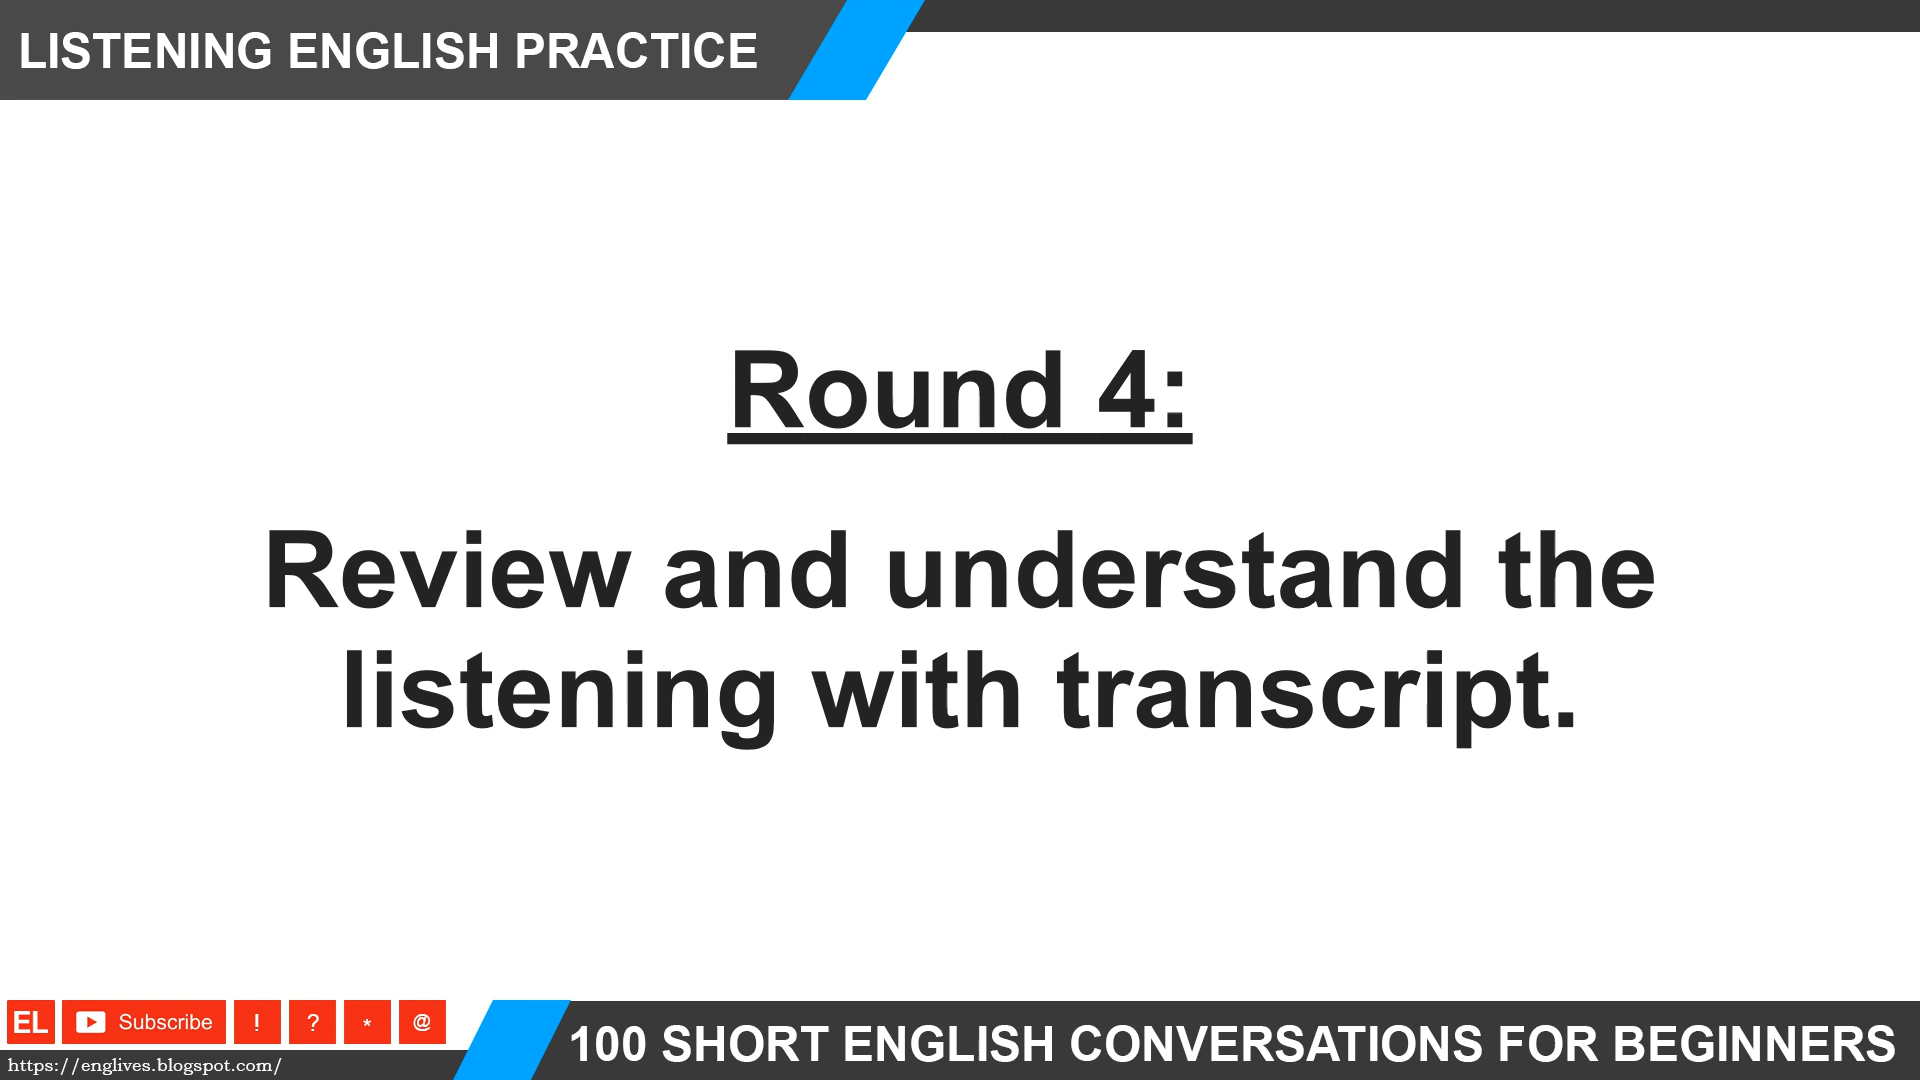 LISTENING ENGLISH PRACTICE
Round 4:
Review and understand the
listening with transcript.
EL Subscribe ! ? * @
https://englives.blogspot.com/
100 SHORT ENGLISH CONVERSATIONS FOR BEGINNERS